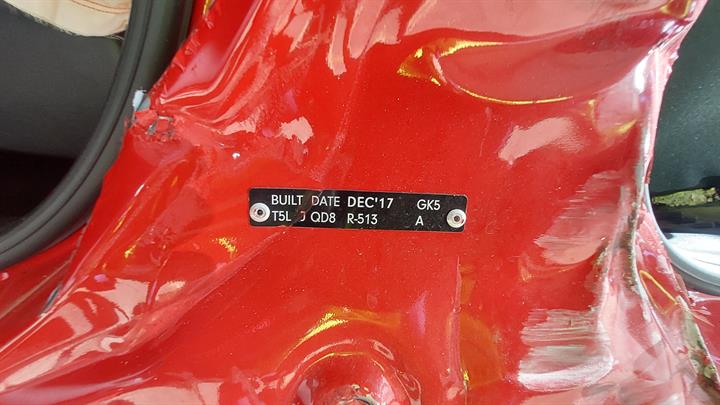 BUILT DATE DEC'17 GK5
T5L J QD8 R-513 A